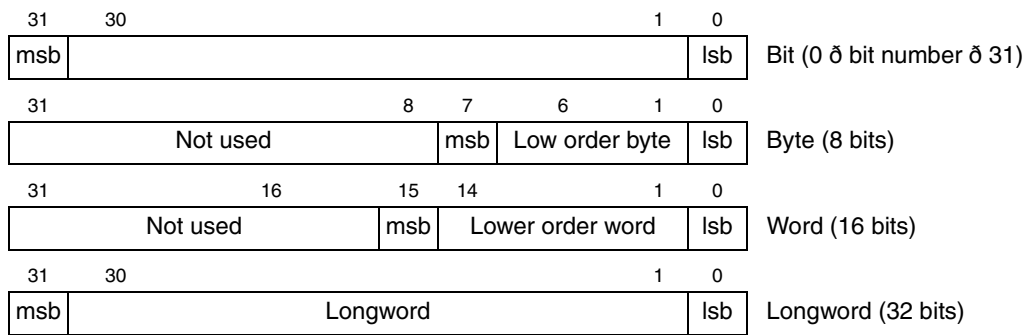 31 30 1 0
msb lsb Bit (0 ð bit number ð 31)
31 8 7 6 1 0
Not used msb Low order byte lsb Byte (8 bits)
31 16 15 14 1 0
Not used msb Lower order word lsb Word (16 bits)
31 30 1 0
msb Longword lsb Longword (32 bits)